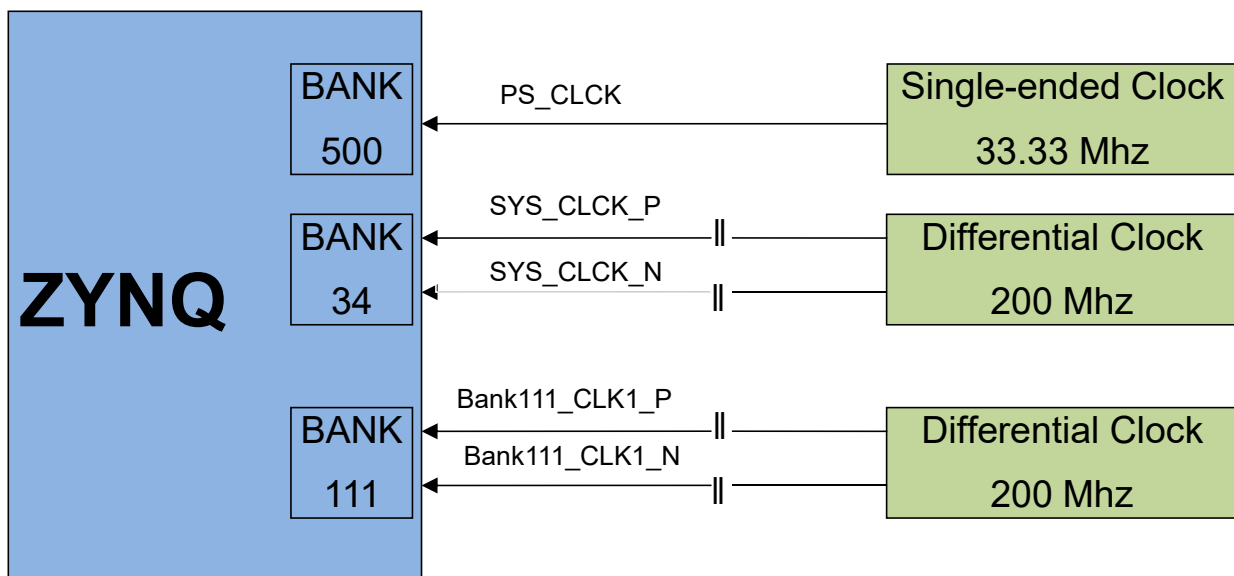 BANK
500
PS_CLCK
Single-ended Clock
33.33 Mhz
ZYNQ
BANK
34
SYS_CLCK_P
SYS_CLCK_N
Differential Clock
200 Mhz
BANK
111
Bank111_CLK1_P
Bank111_CLK1_N
Differential Clock
200 Mhz